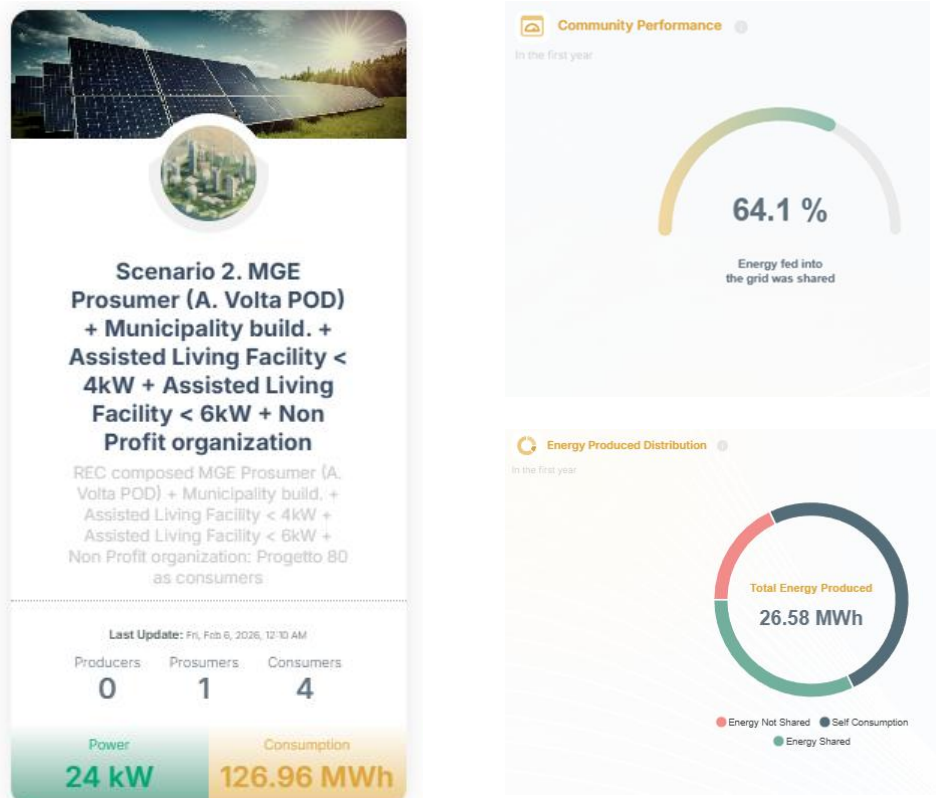 Scenario 2. MGE
Prosumer (A. Volta POD)
+ Municipality build. +
Assisted Living Facility <
4kW + Assisted Living
Facility < 6kW + Non
Profit organization
REC composed MGE Prosumer (A.
Volta POD) + Municipality build. +
Assisted Living Facility < 4kW +
Assisted Living Facility < 6kW +
Non Profit organization: Progetto 80
as consumers
Last Update: Fri, Feb 6, 2026, 12:10 AM
Producers Prosumers Consumers
0 1 4
Power Consumption
24 kW 126.96 MWh
Community Performance
In the first year
64.1 %
Energy fed into
the grid was shared
Energy Produced Distribution
In the first year
Total Energy Produced
26.58 MWh
Energy Not Shared Self Consumption
Energy Shared